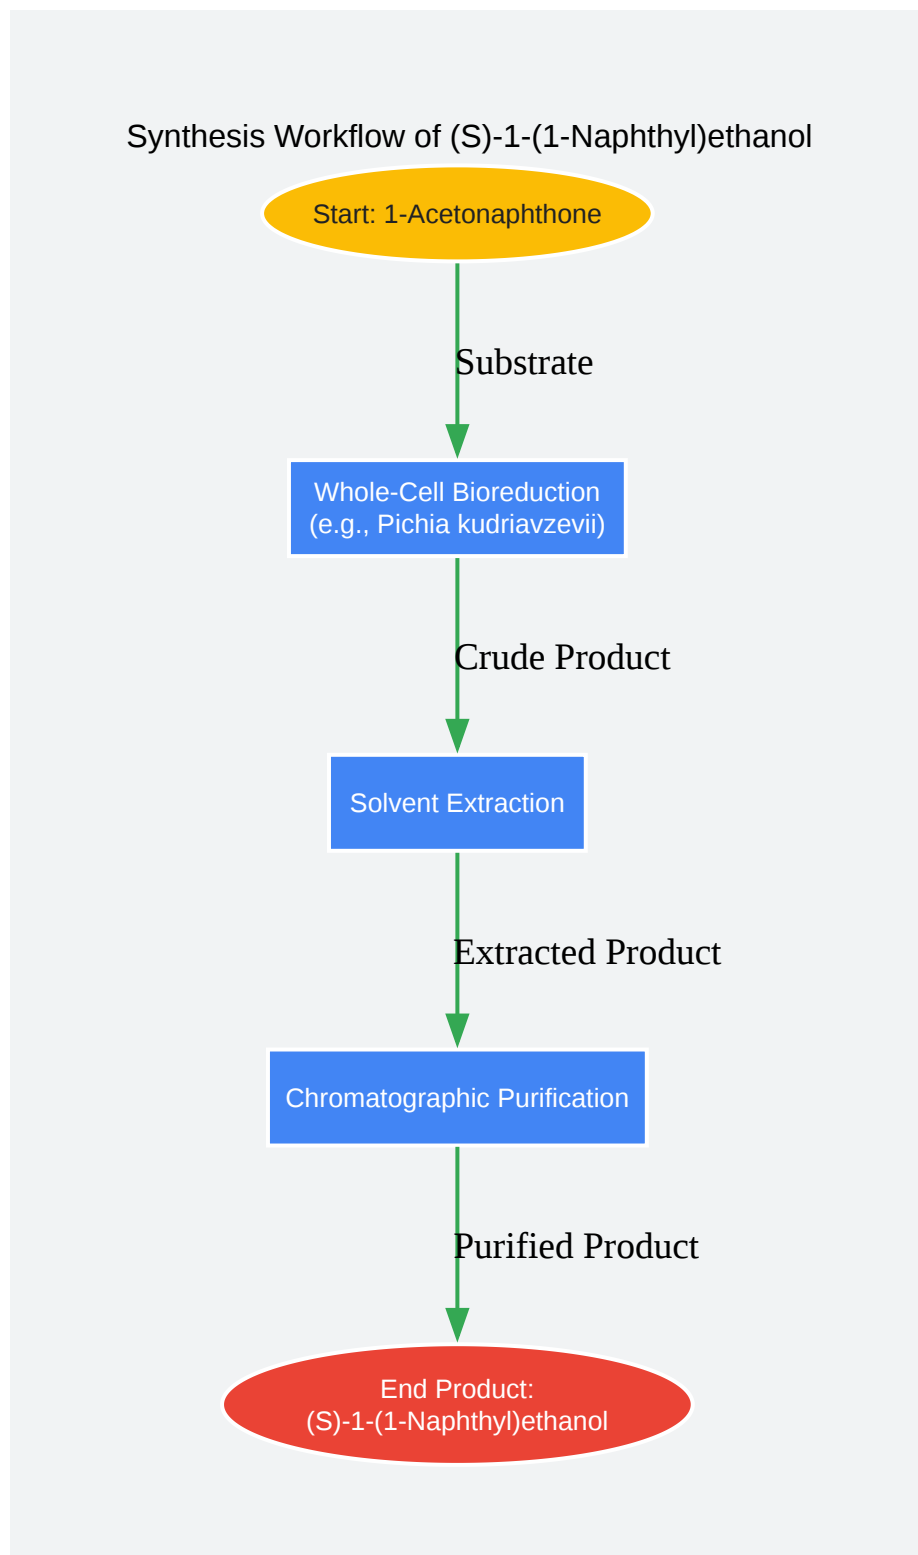 Synthesis Workflow of (S)-1-(1-Naphthyl)ethanol
Start: 1-Acetonaphthone
Substrate
Whole-Cell Bioreduction
(e.g., Pichia kudriavzevii)
Crude Product
Solvent Extraction
Extracted Product
Chromatographic Purification
Purified Product
End Product:
(S)-1-(1-Naphthyl)ethanol